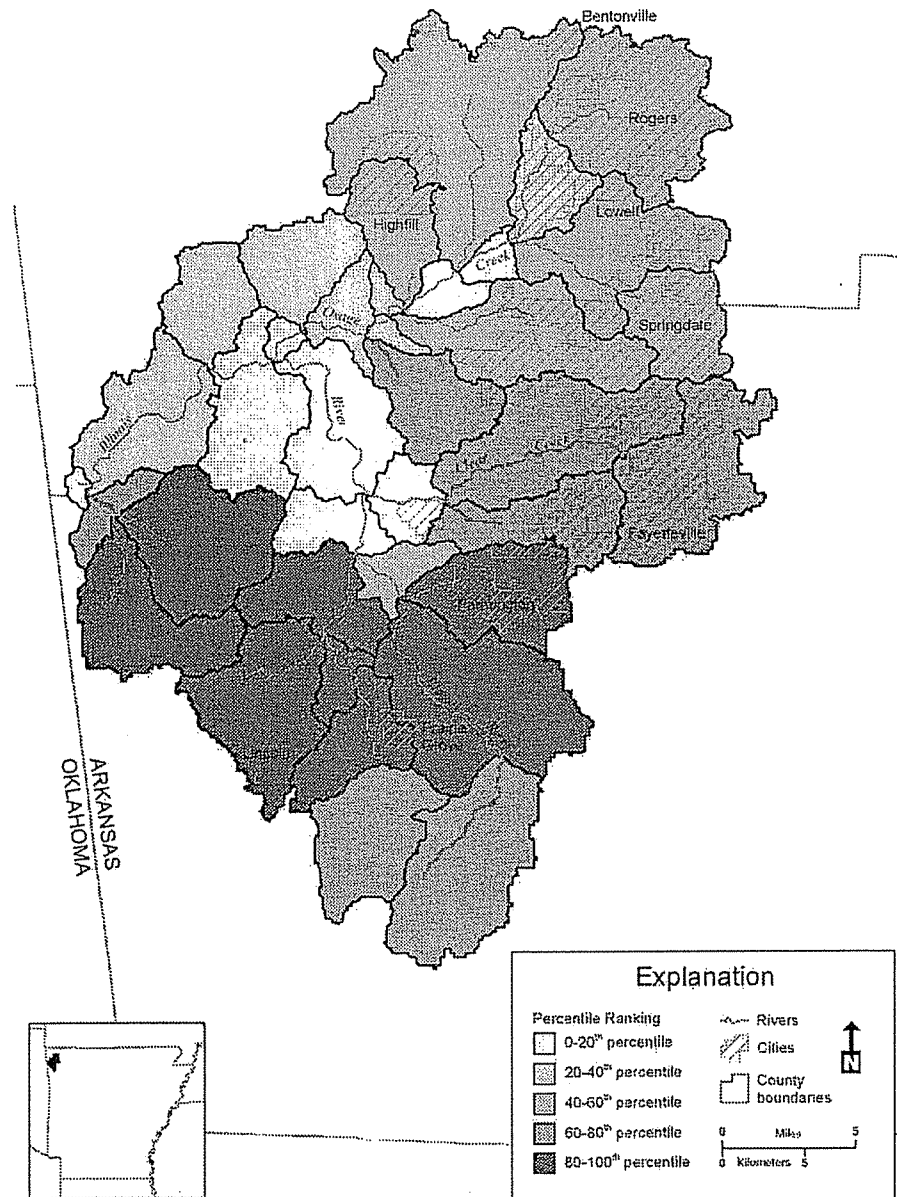 Bentonville
Rogers
Lowell
Highfill
Creek
Osage
Springdale
River
Illinois
Clear Creek
Fayetteville
Farmington
Prairie
Grove
Lincoln
ARKANSAS
OKLAHOMA
Explanation
Percentile Ranking
0-20th percentile
20-40th percentile
40-60th percentile
60-80th percentile
80-100th percentile
Rivers
Cities
County
boundaries
N
0 Miles 5
0 Kilometers 5